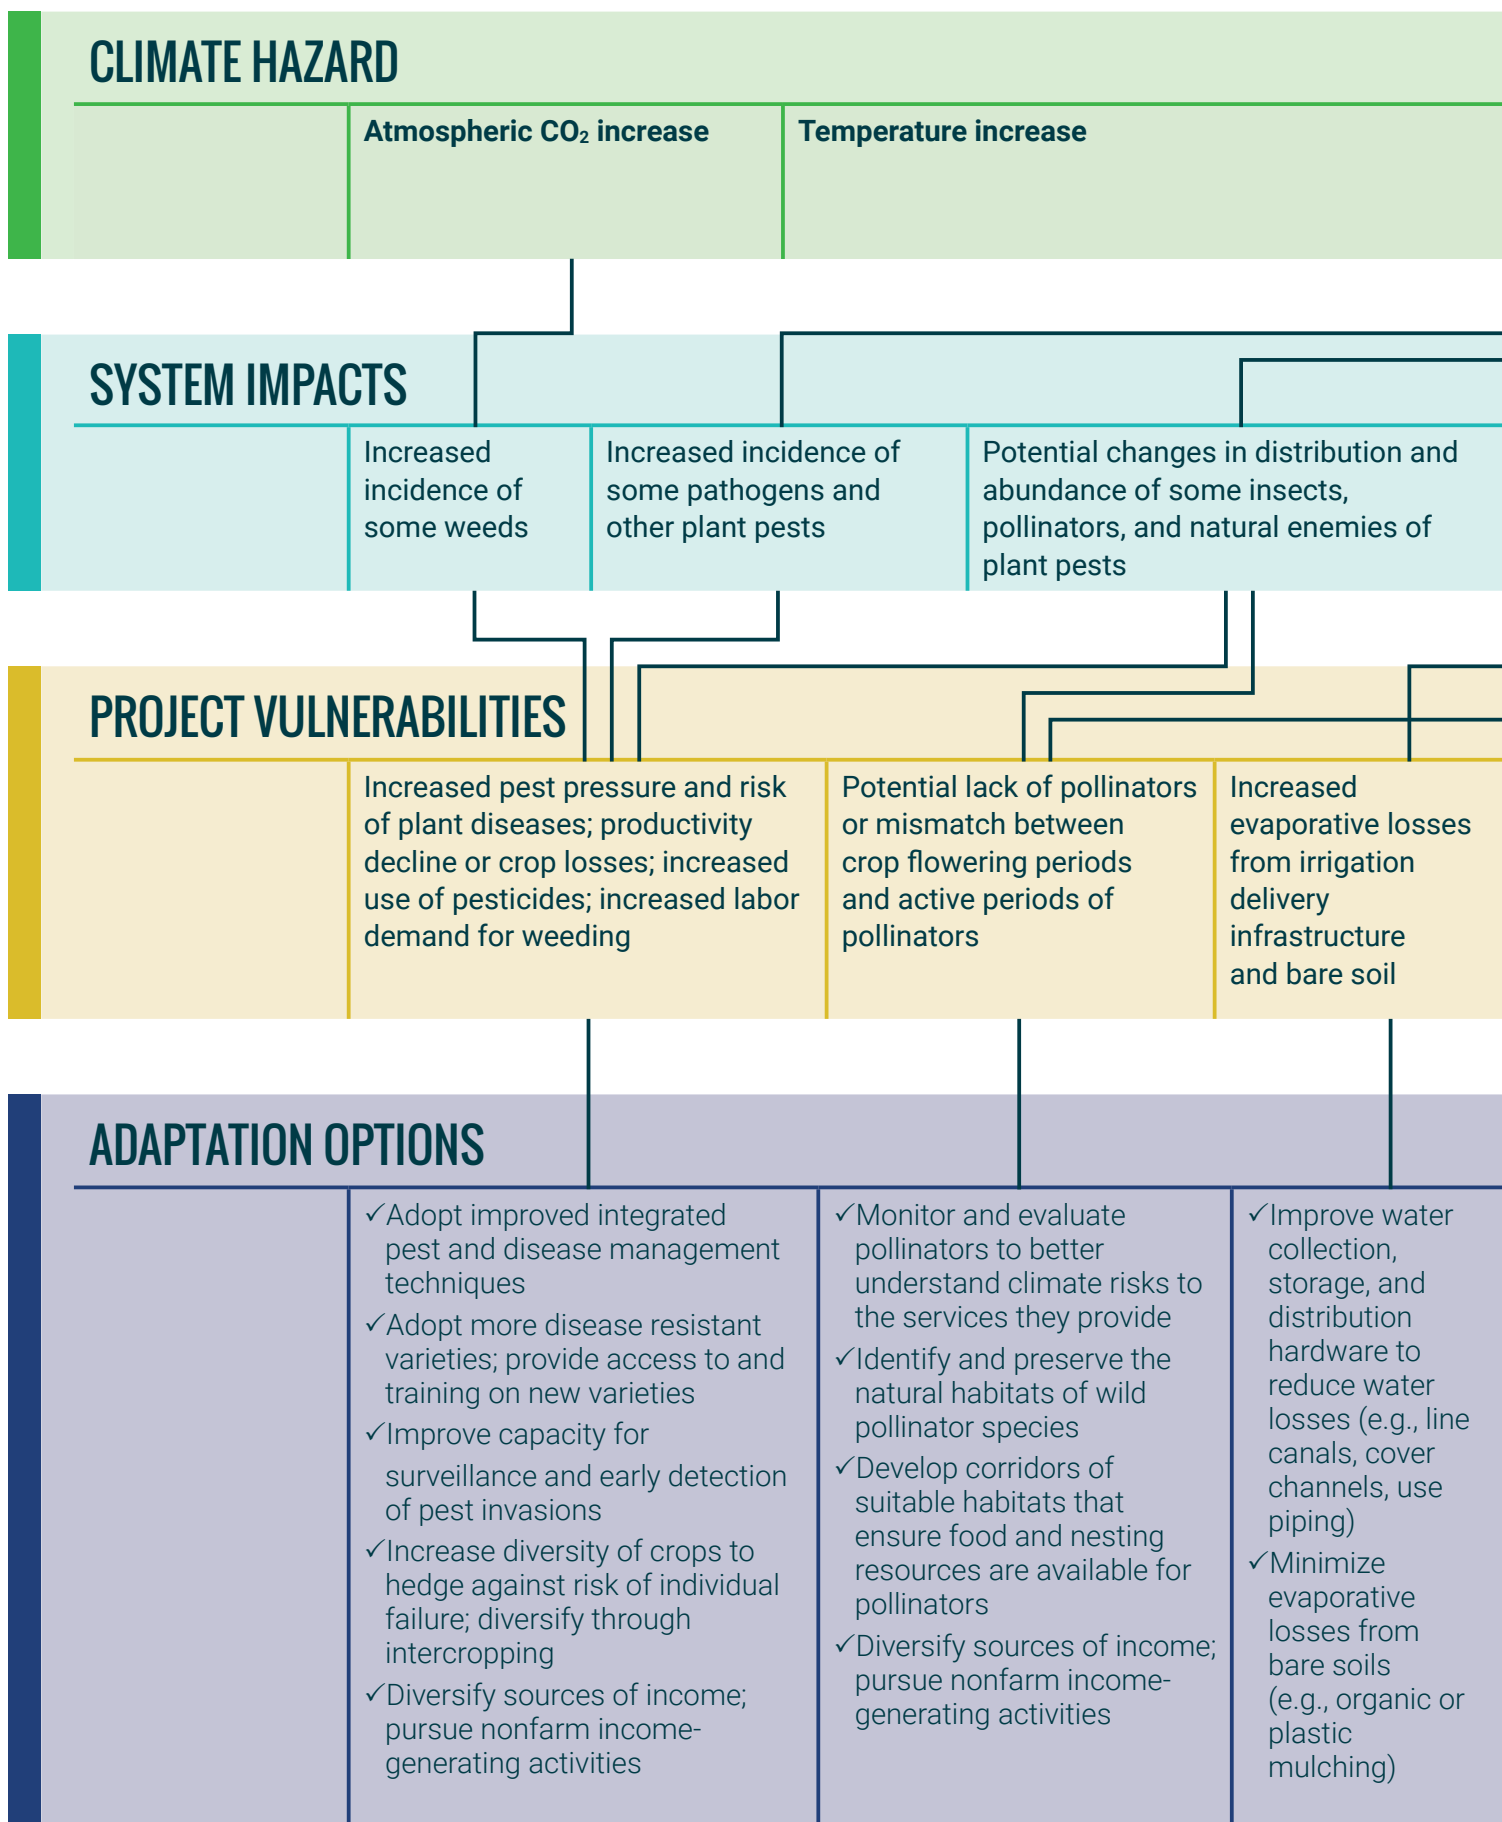 CLIMATE HAZARD
Atmospheric CO₂ increase
Temperature increase
SYSTEM IMPACTS
Increased
incidence of
some weeds
Increased incidence of
some pathogens and
other plant pests
Potential changes in distribution and
abundance of some insects,
pollinators, and natural enemies of
plant pests
PROJECT VULNERABILITIES
Increased pest pressure and risk
of plant diseases; productivity
decline or crop losses; increased
use of pesticides; increased labor
demand for weeding
Potential lack of pollinators
or mismatch between
crop flowering periods
and active periods of
pollinators
Increased
evaporative losses
from irrigation
delivery
infrastructure
and bare soil
ADAPTATION OPTIONS
✓Adopt improved integrated
pest and disease management
techniques
✓Adopt more disease resistant
varieties; provide access to and
training on new varieties
✓Improve capacity for
surveillance and early detection
of pest invasions
✓Increase diversity of crops to
hedge against risk of individual
failure; diversify through
intercropping
✓Diversify sources of income;
pursue nonfarm income-
generating activities
✓Monitor and evaluate
pollinators to better
understand climate risks to
the services they provide
✓Identify and preserve the
natural habitats of wild
pollinator species
✓Develop corridors of
suitable habitats that
ensure food and nesting
resources are available for
pollinators
✓Diversify sources of income;
pursue nonfarm income-
generating activities
✓Improve water
collection,
storage, and
distribution
hardware to
reduce water
losses (e.g., line
canals, cover
channels, use
piping)
✓Minimize
evaporative
losses from
bare soils
(e.g., organic or
plastic
mulching)